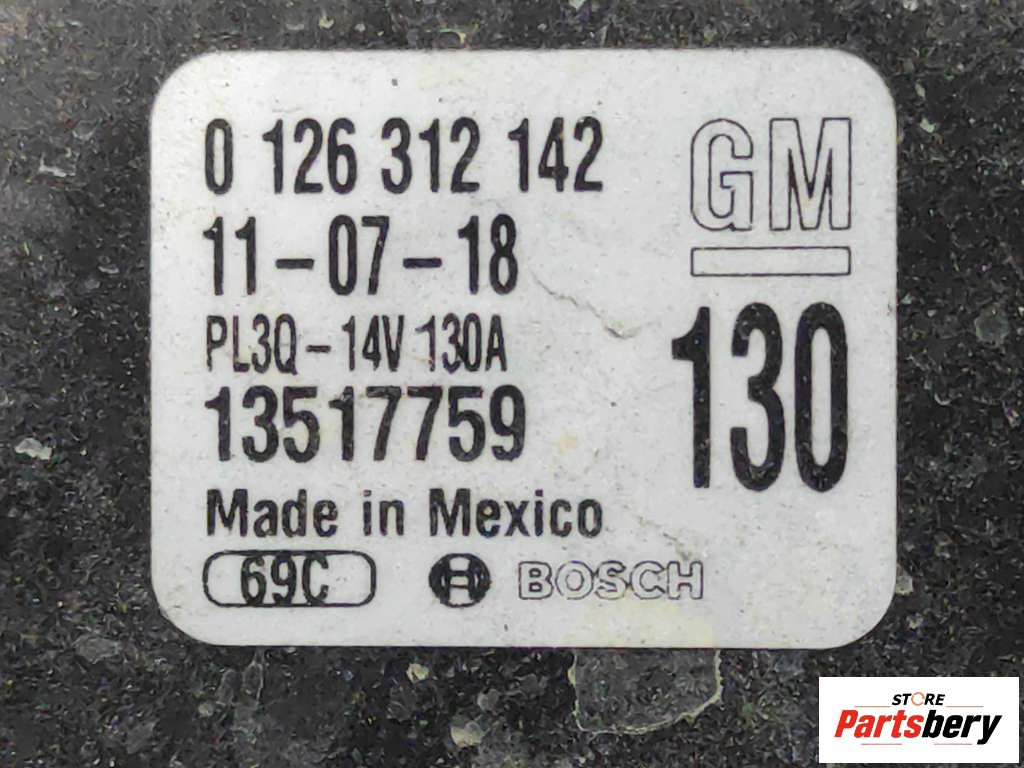 0 126 312 142
GM
11-07-18
PL3Q-14V 130A
130
13517759
Made in Mexico
69C
BOSCH
STORE
Partsbery